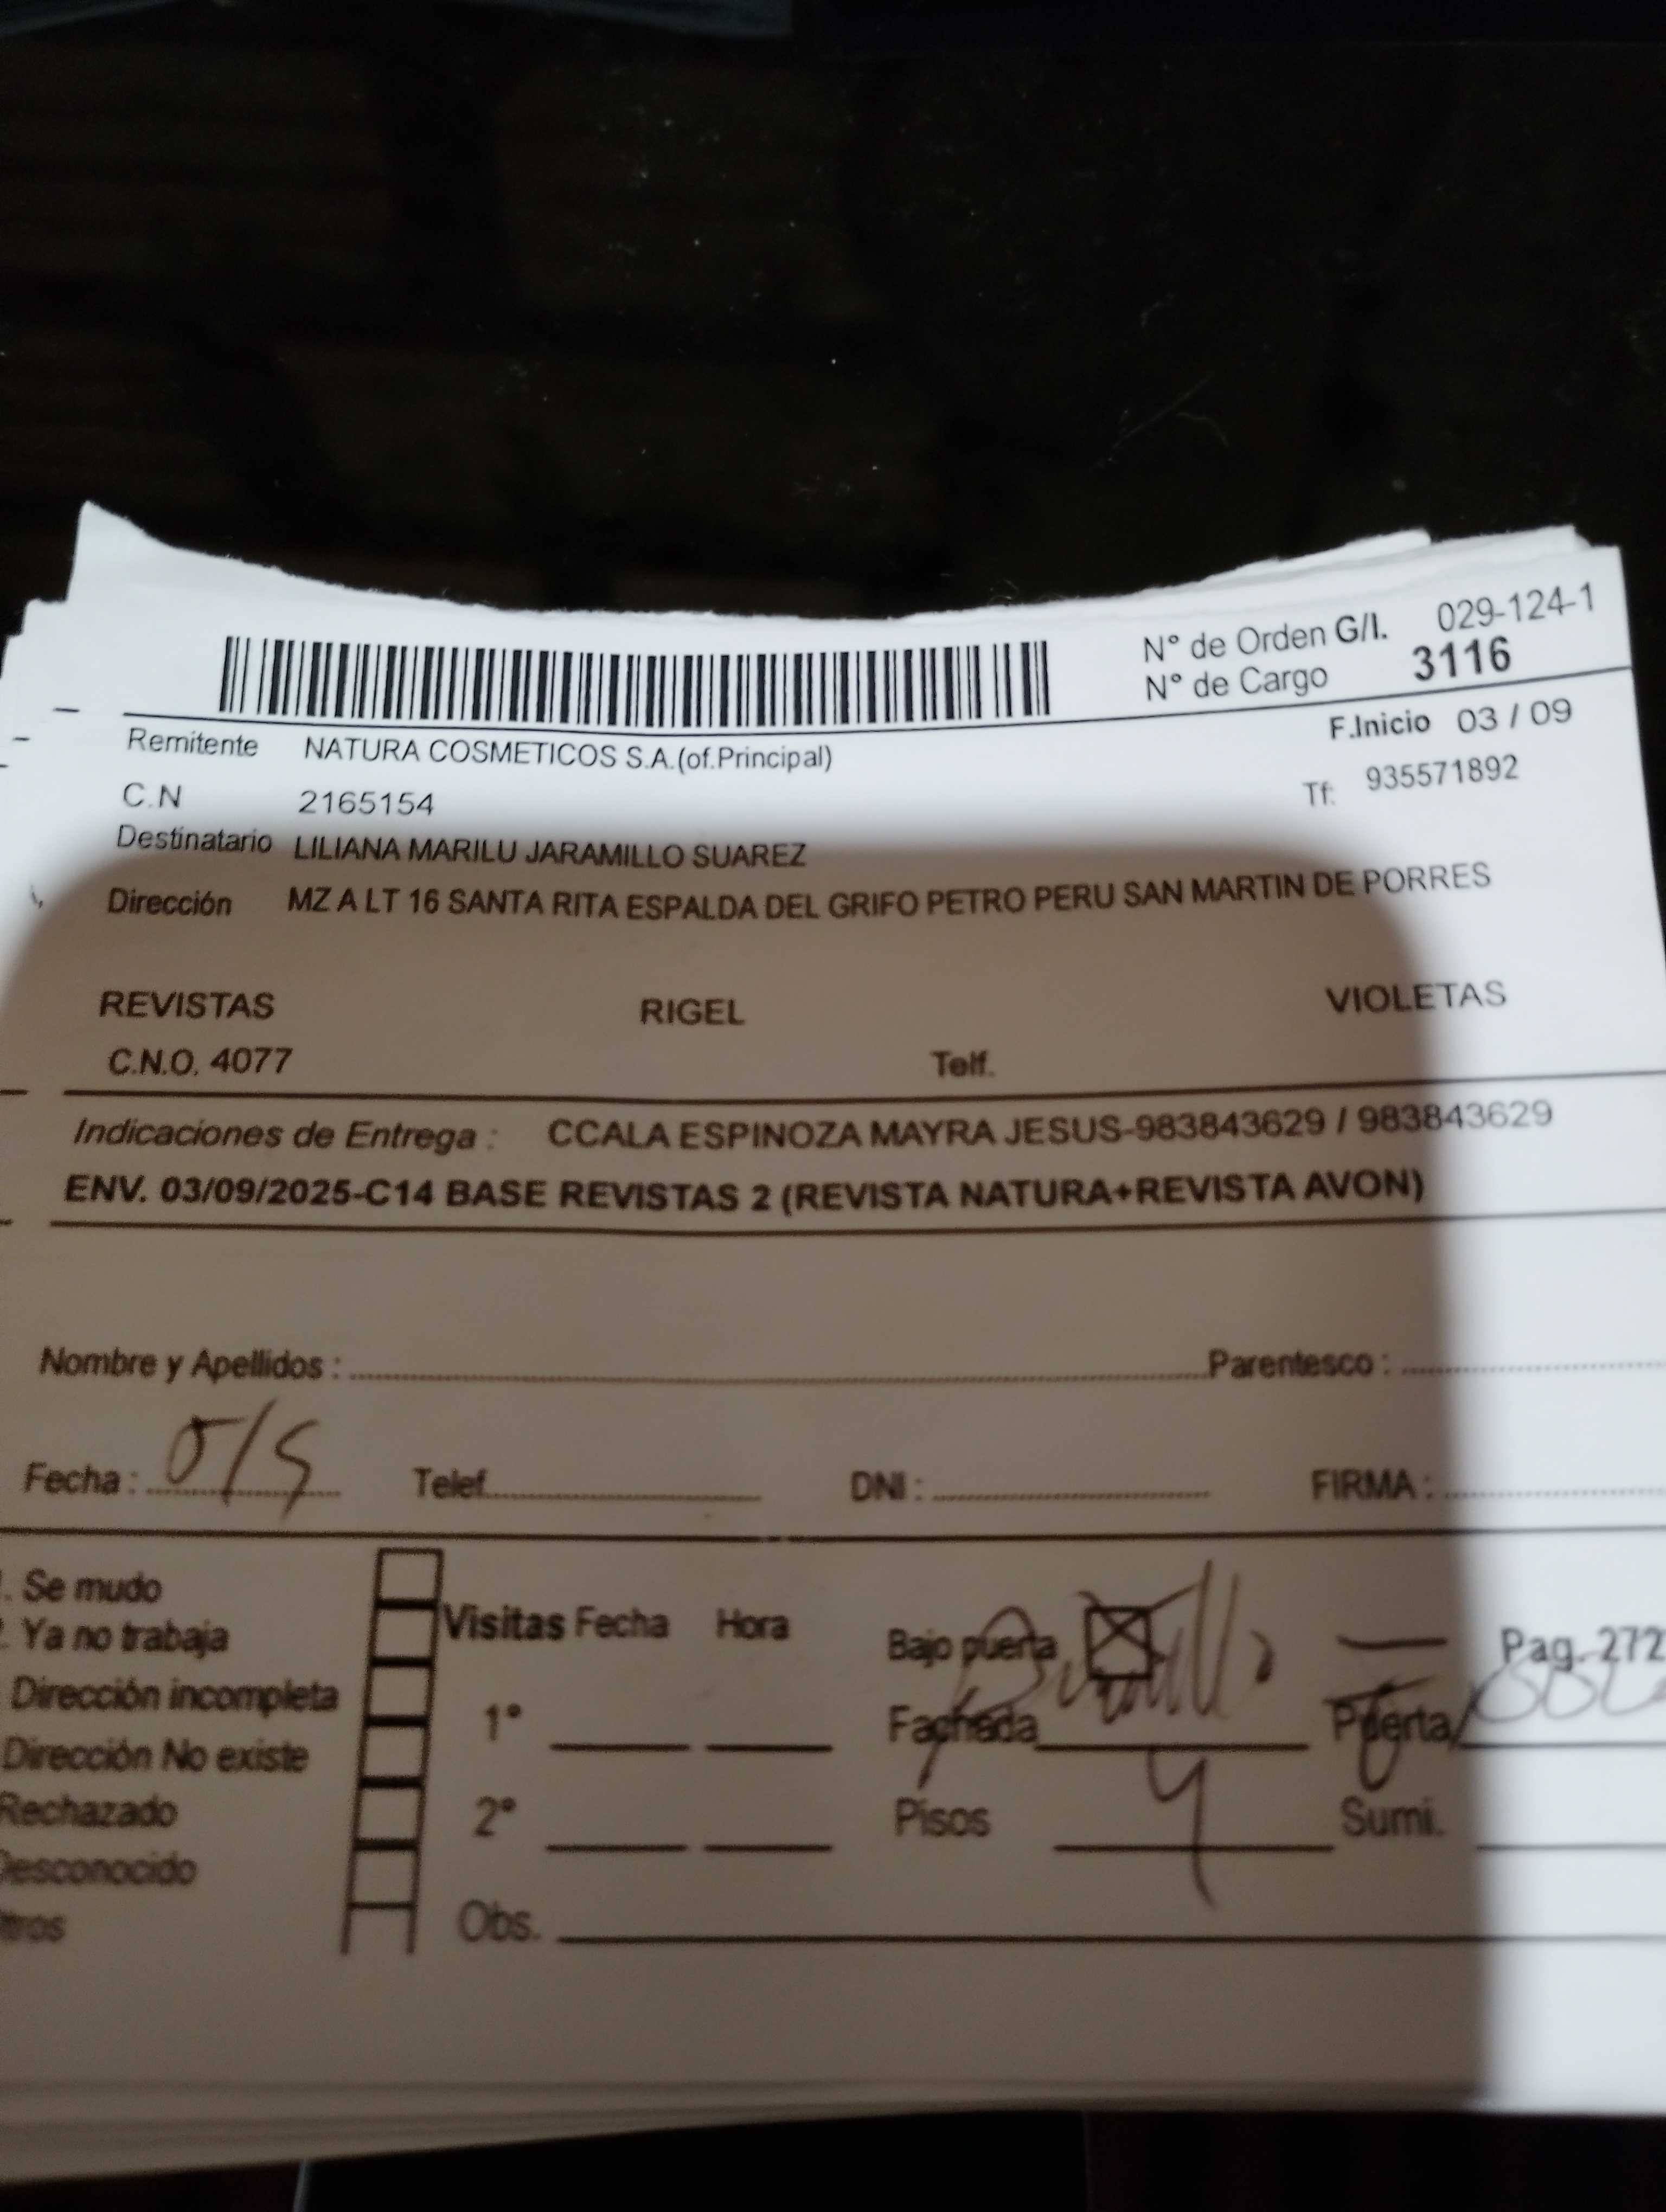 N° de Orden G/I. 029-124-1
N° de Cargo 3116
F.Inicio 03 / 09
Remitente NATURA COSMETICOS S.A.(of.Principal)
C.N 2165154
Tf: 935571892
Destinatario LILIANA MARILU JARAMILLO SUAREZ
Dirección MZ A LT 16 SANTA RITA ESPALDA DEL GRIFO PETRO PERU SAN MARTIN DE PORRES
REVISTAS RIGEL VIOLETAS
C.N.O. 4077 Telf.
Indicaciones de Entrega : CCALA ESPINOZA MAYRA JESUS-983843629 / 983843629
ENV. 03/09/2025-C14 BASE REVISTAS 2 (REVISTA NATURA+REVISTA AVON)
Nombre y Apellidos : Parentesco :
Fecha : Telef. DNI : FIRMA :
. Se mudo
. Ya no trabaja
Dirección incompleta
Dirección No existe
Rechazado
Desconocido
tros
Visitas Fecha Hora
1°
2°
Obs.
Bajo puerta
Pag. 272
Fachada Puerta
Pisos 4 Sumi.